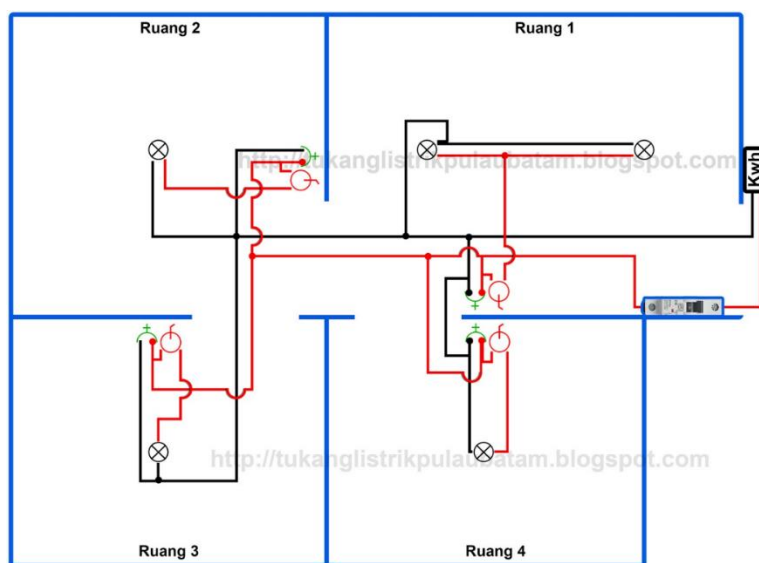 Ruang 2
Ruang 1
http://tukanglistrikpulaubatam.blogspot.com
Kwh
http://tukanglistrikpulaubatam.blogspot.com
Ruang 3
Ruang 4